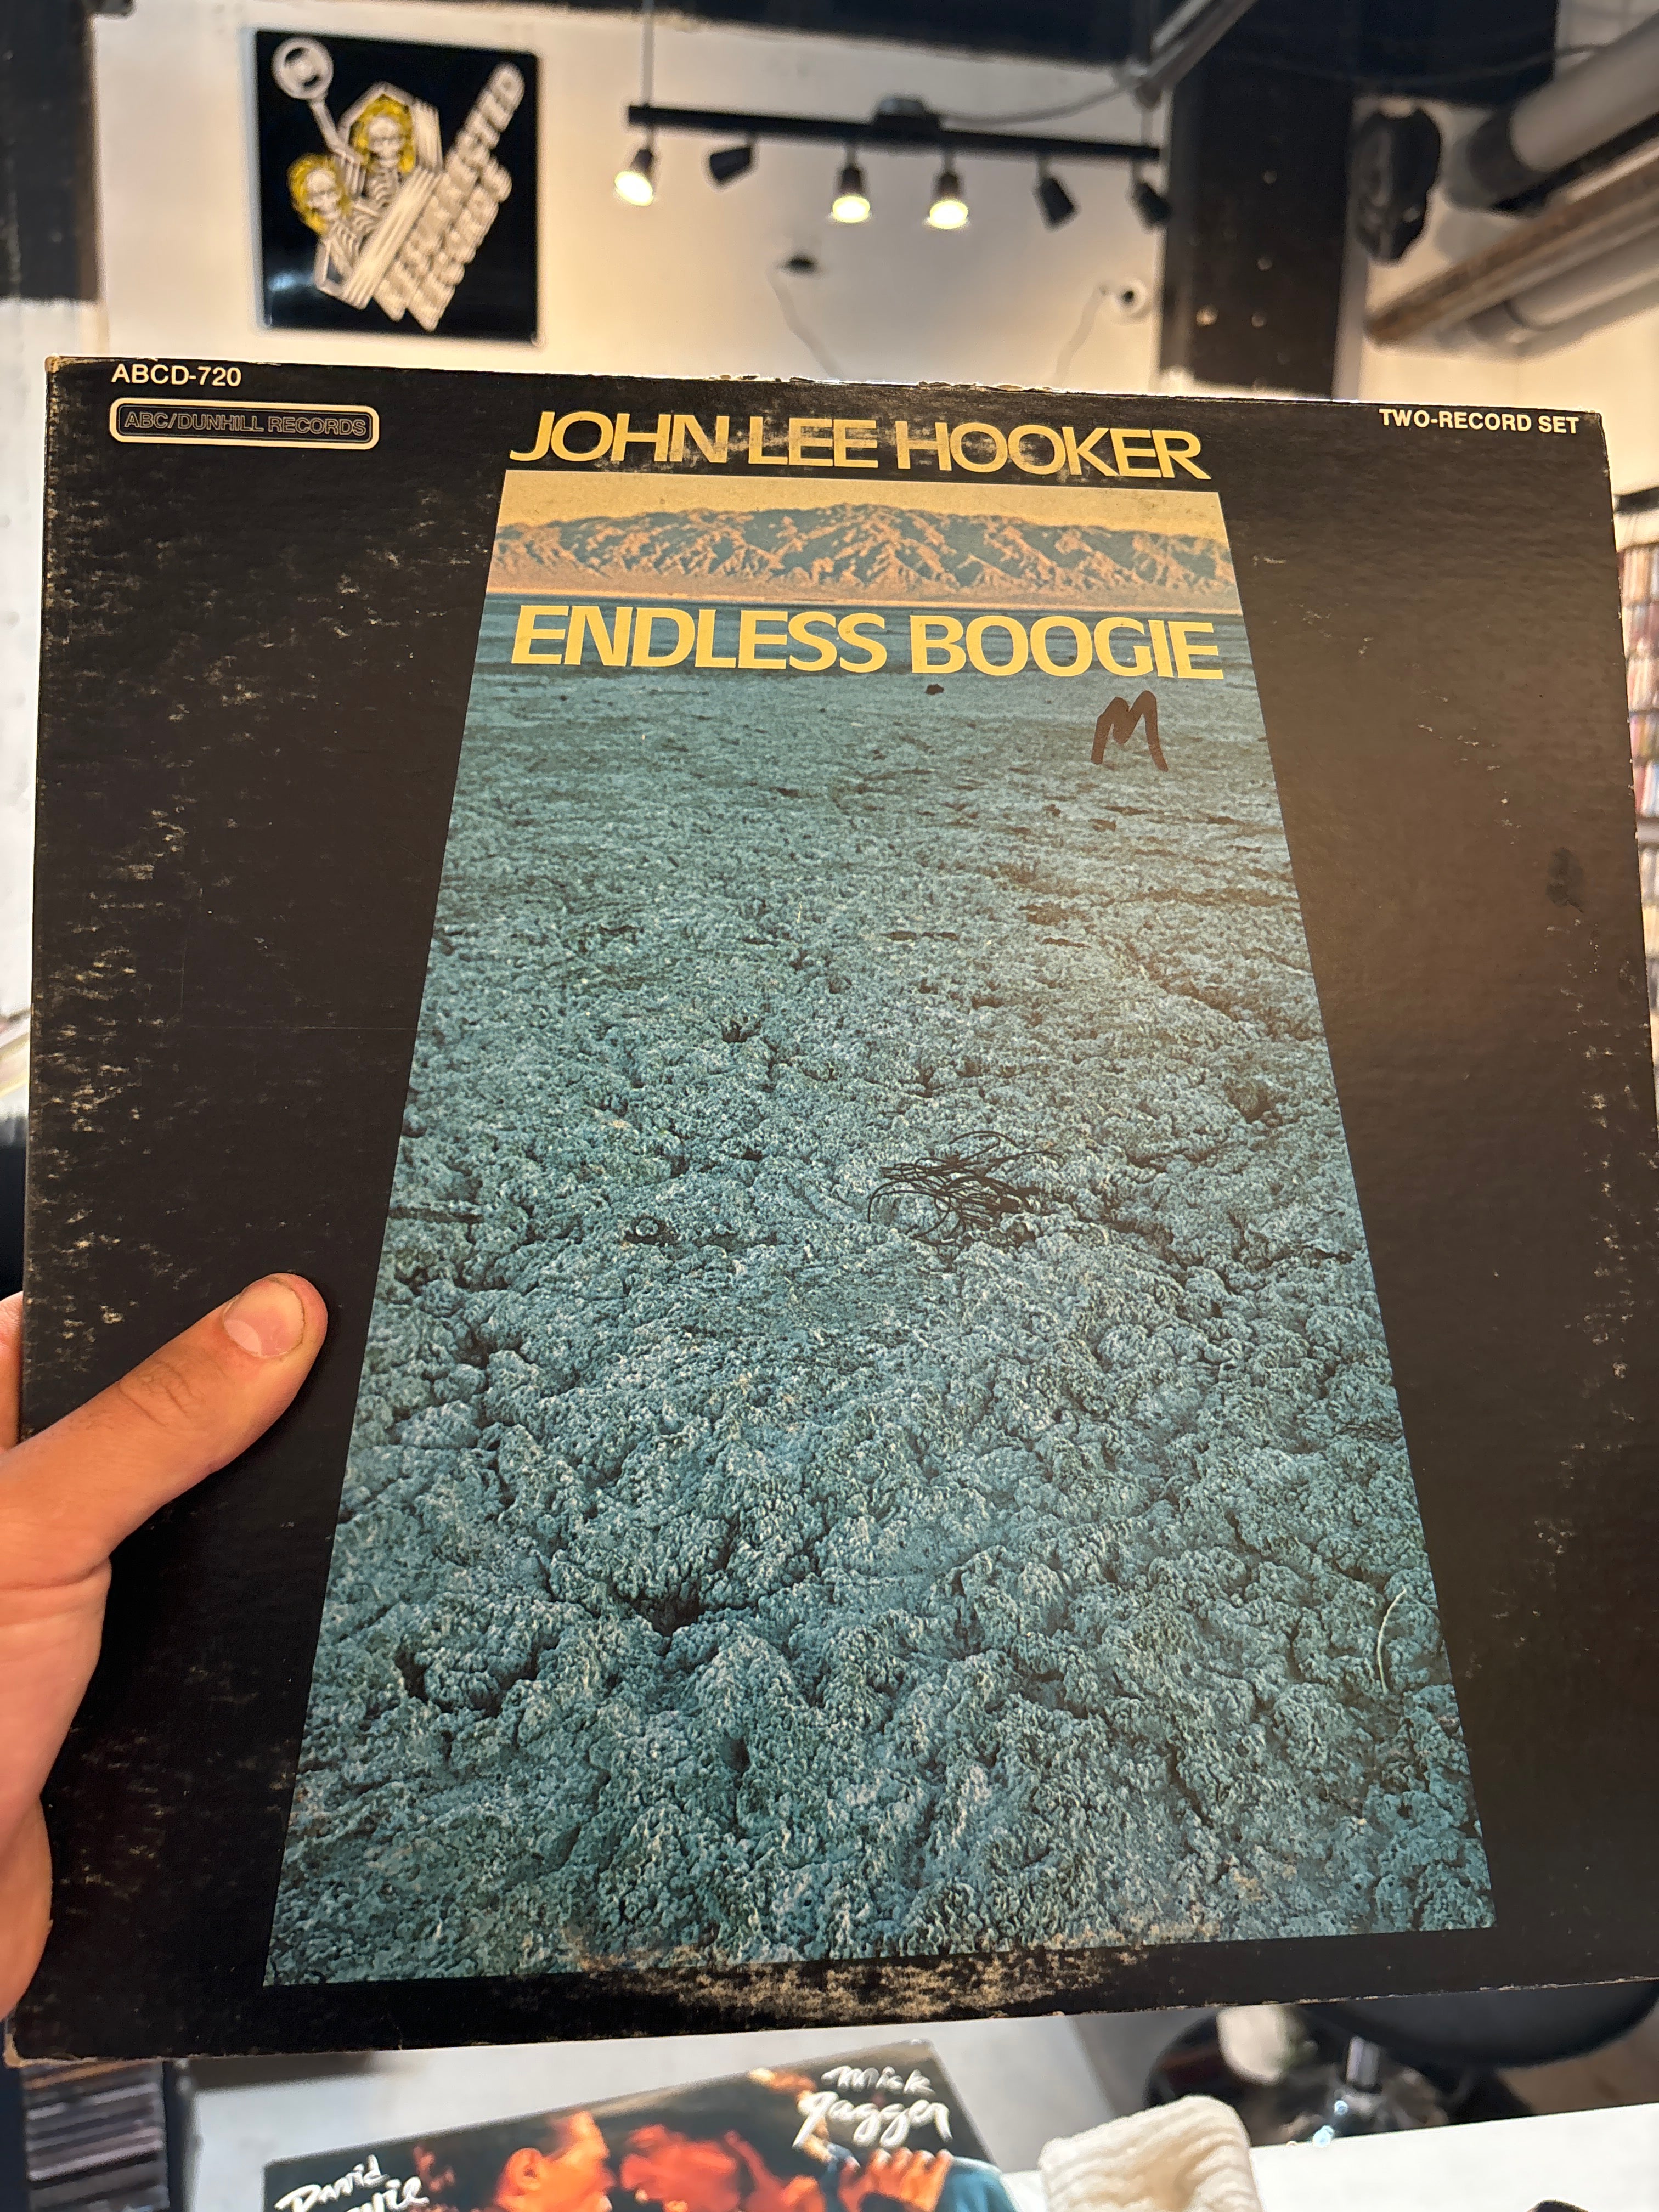 ABCD-720
ABC/DUNHILL RECORDS
TWO-RECORD SET
JOHN LEE HOOKER
ENDLESS BOOGIE
M
Mick
Jagger
David